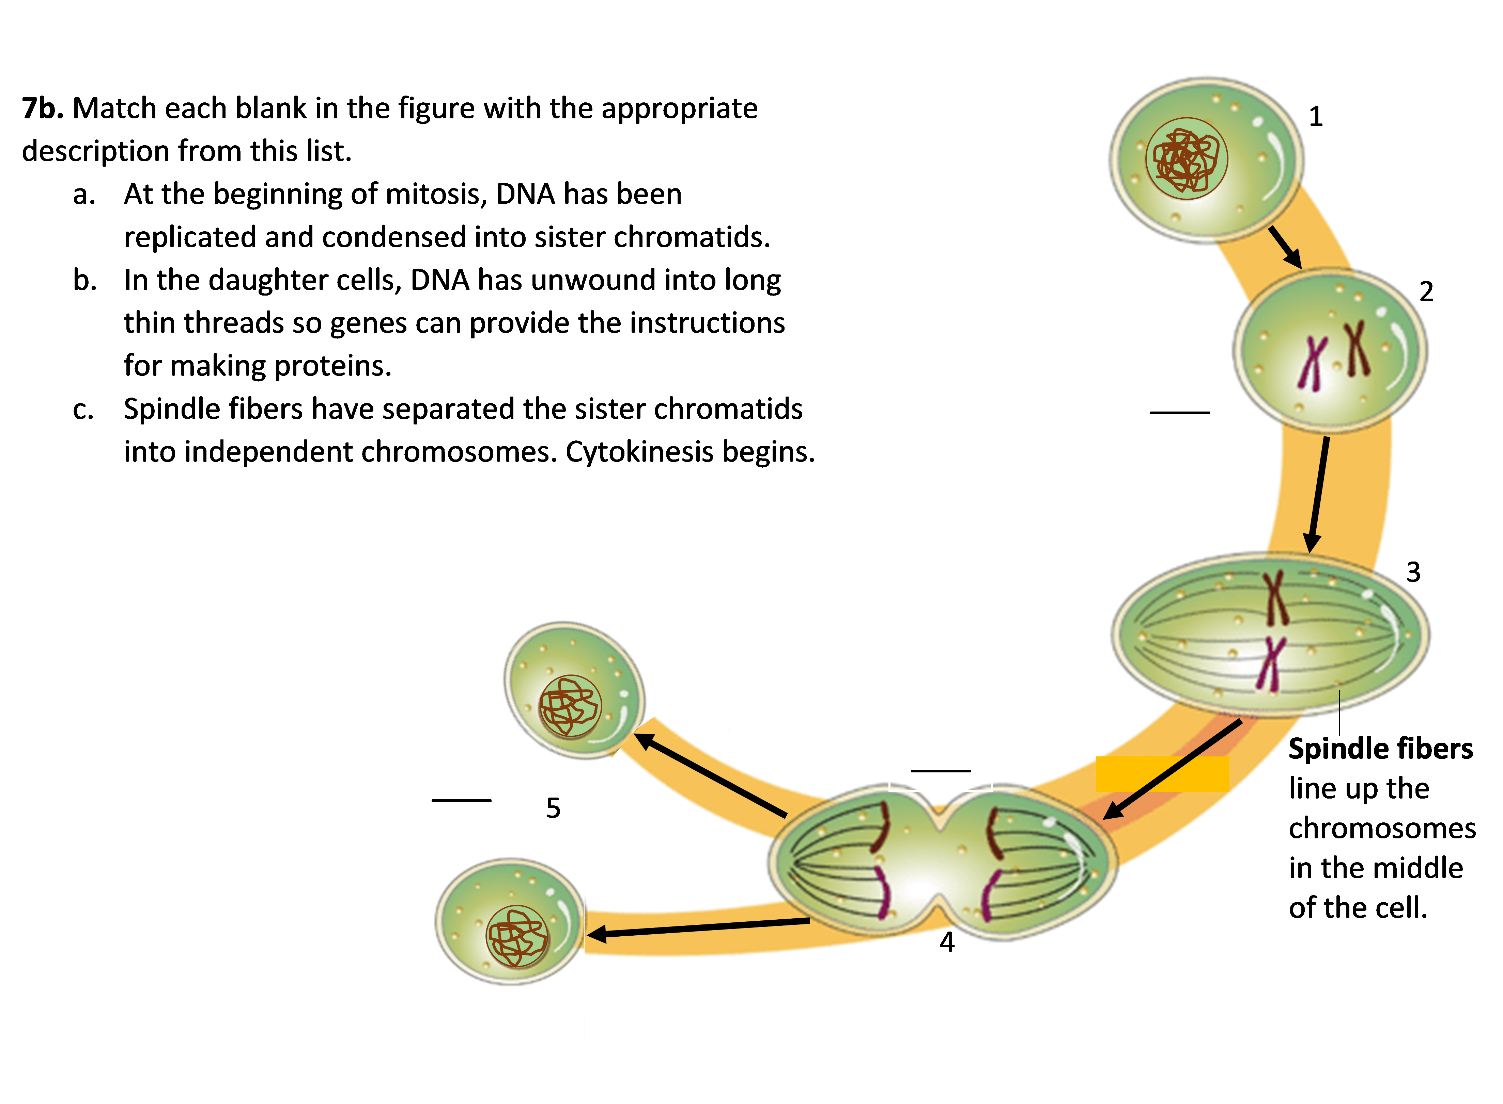 7b. Match each blank in the figure with the appropriate
description from this list.
a. At the beginning of mitosis, DNA has been
replicated and condensed into sister chromatids.
b. In the daughter cells, DNA has unwound into long
thin threads so genes can provide the instructions
for making proteins.
c. Spindle fibers have separated the sister chromatids
into independent chromosomes. Cytokinesis begins.
1
2
3
Spindle fibers
line up the
chromosomes
in the middle
of the cell.
4
5